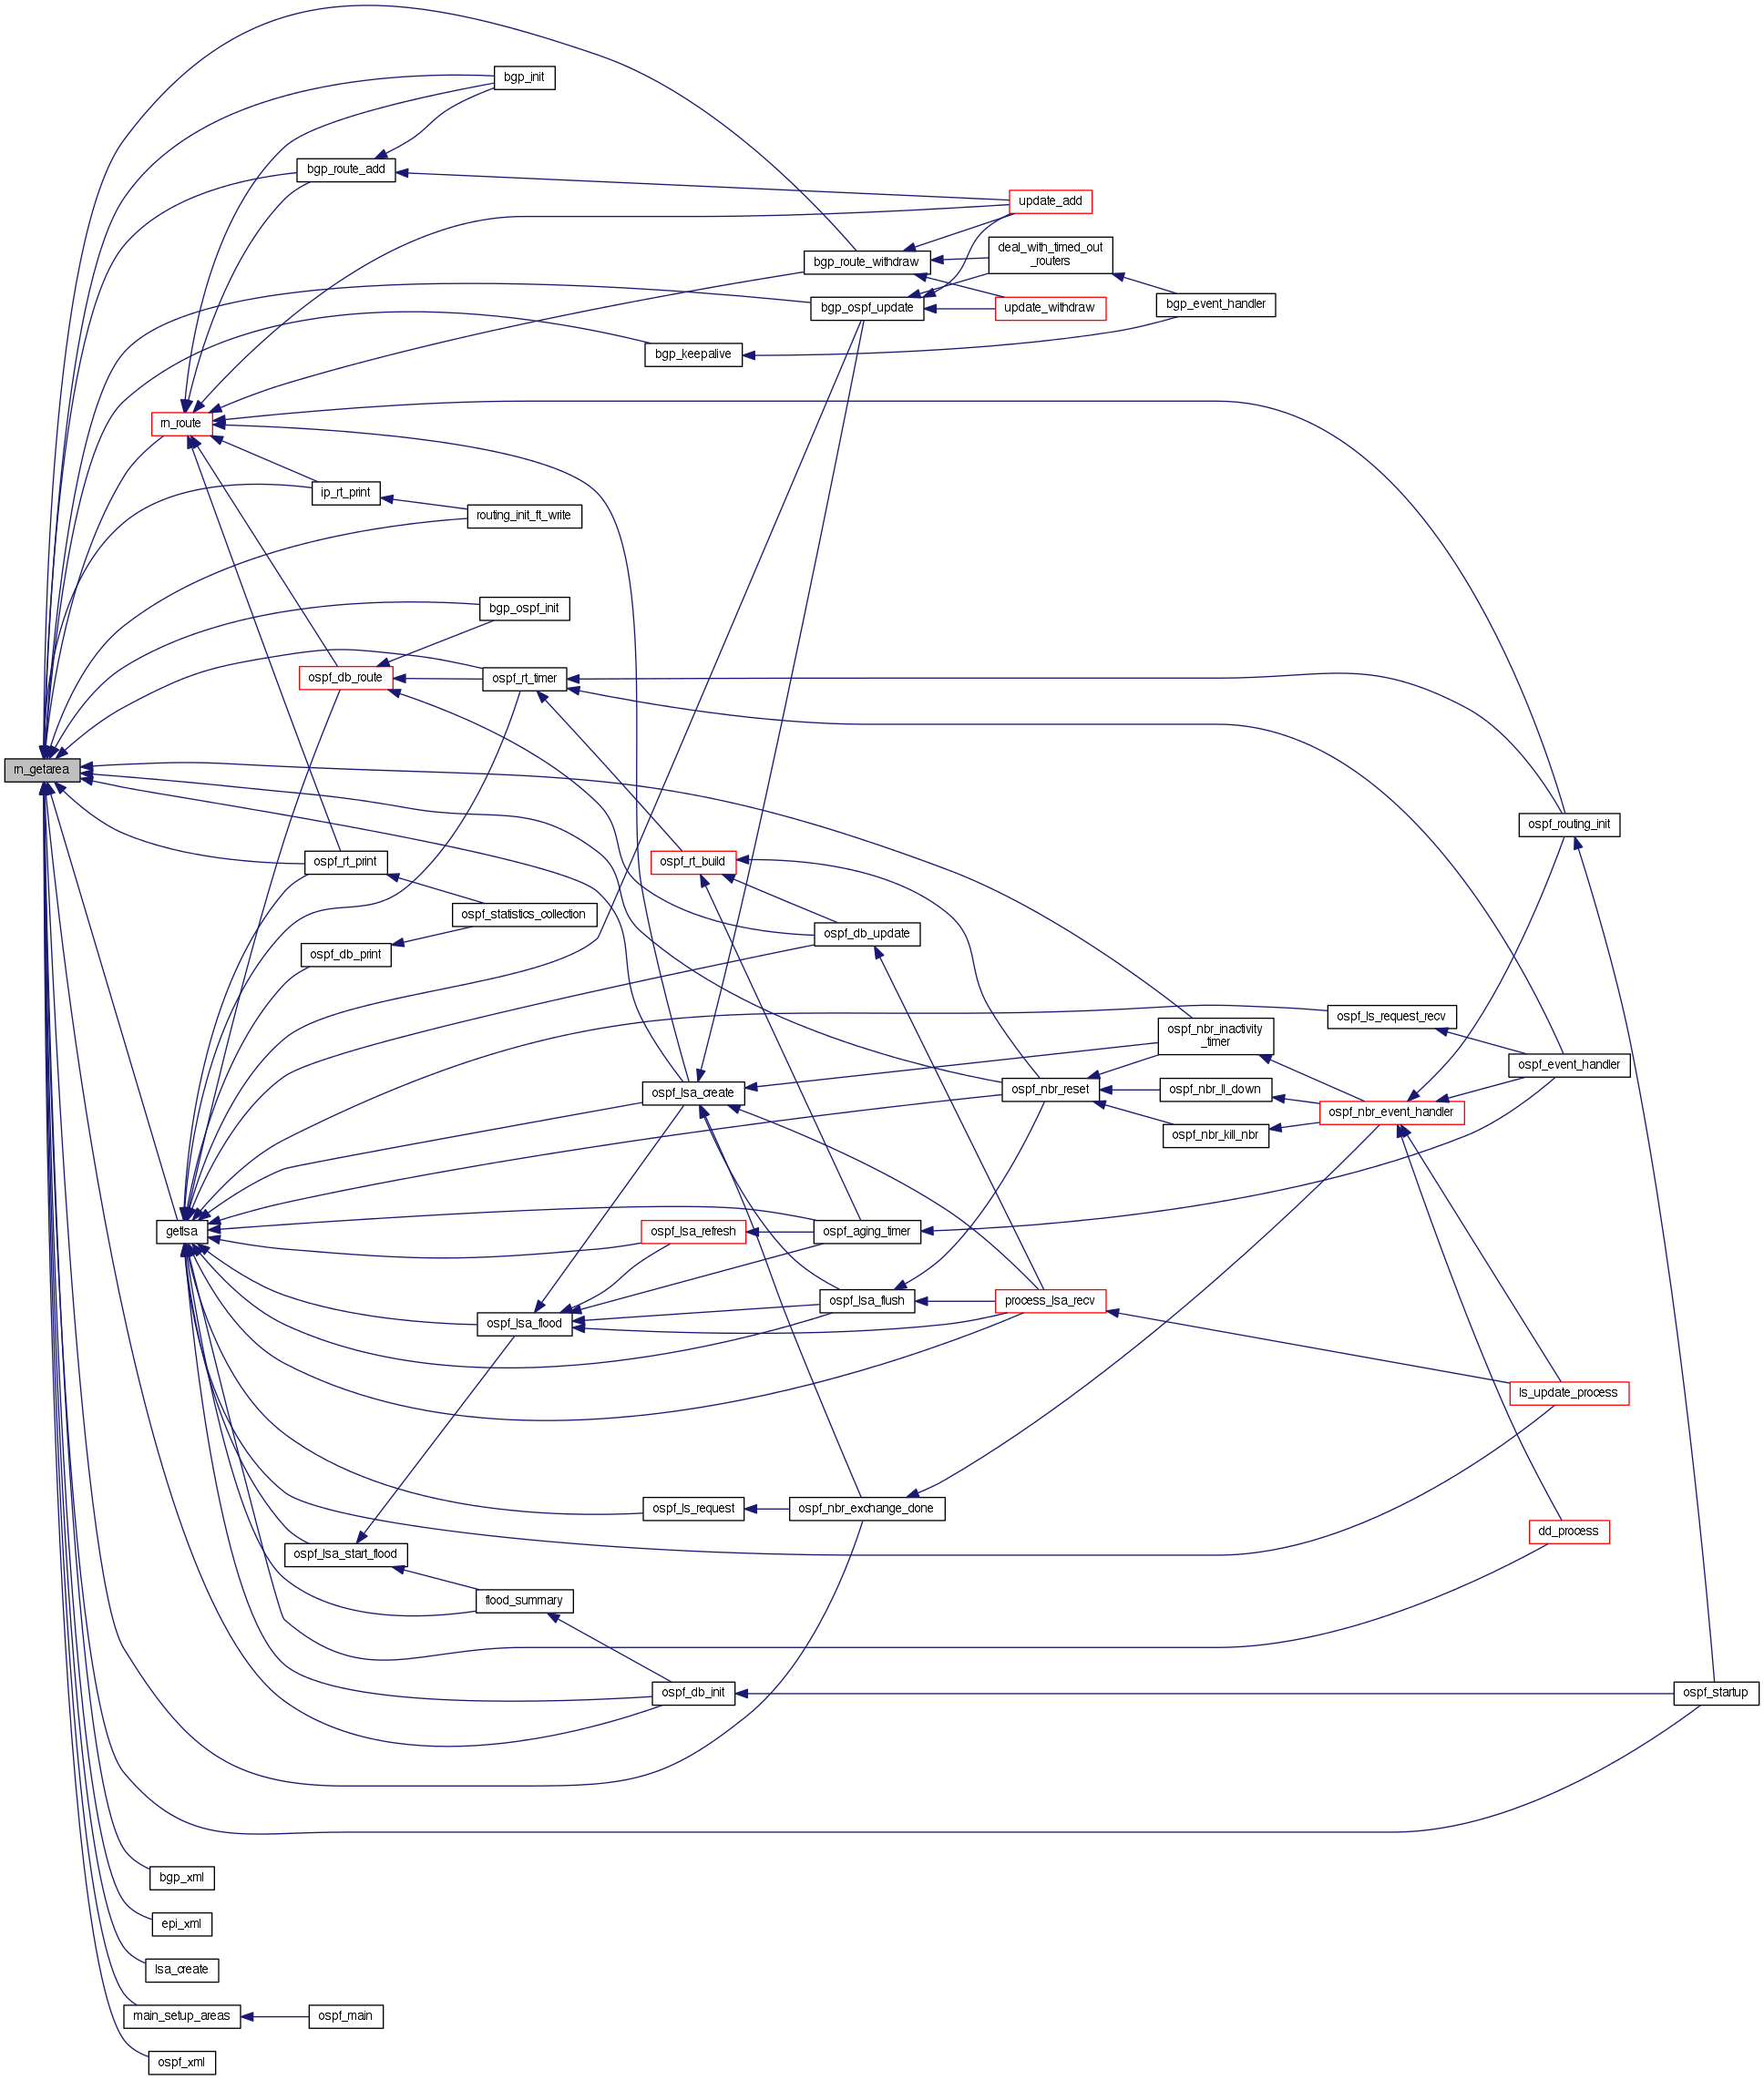 bgp_init
bgp_route_add
update_add
deal_with_timed_out
_routers
bgp_route_withdraw
bgp_event_handler
bgp_ospf_update
update_withdraw
bgp_keepalive
rn_route
ip_rt_print
routing_init_ft_write
bgp_ospf_init
ospf_db_route
ospf_rt_timer
rn_getarea
ospf_routing_init
ospf_rt_print
ospf_rt_build
ospf_statistics_collection
ospf_db_update
ospf_db_print
ospf_ls_request_recv
ospf_nbr_inactivity
_timer
ospf_event_handler
ospf_lsa_create
ospf_nbr_reset
ospf_nbr_ll_down
ospf_nbr_event_handler
ospf_nbr_kill_nbr
getlsa
ospf_lsa_refresh
ospf_aging_timer
ospf_lsa_flush
process_lsa_recv
ospf_lsa_flood
ls_update_process
ospf_ls_request
ospf_nbr_exchange_done
dd_process
ospf_lsa_start_flood
flood_summary
ospf_db_init
ospf_startup
bgp_xml
epi_xml
lsa_create
main_setup_areas
ospf_main
ospf_xml